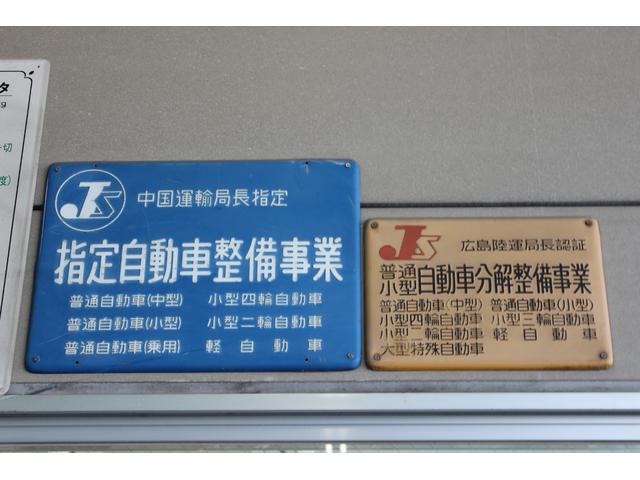 タ
切
度)
JS
中国運輸局長指定
指定自動車整備事業
普通自動車(中型) 小型四輪自動車
普通自動車(小型) 小型二輪自動車
普通自動車(乗用) 軽自動車
JS
広島陸運局長認証
普通小型自動車分解整備事業
普通自動車(中型) 普通自動車(小型)
小型四輪自動車 小型三輪自動車
小型二輪自動車 軽自動車
大型特殊自動車